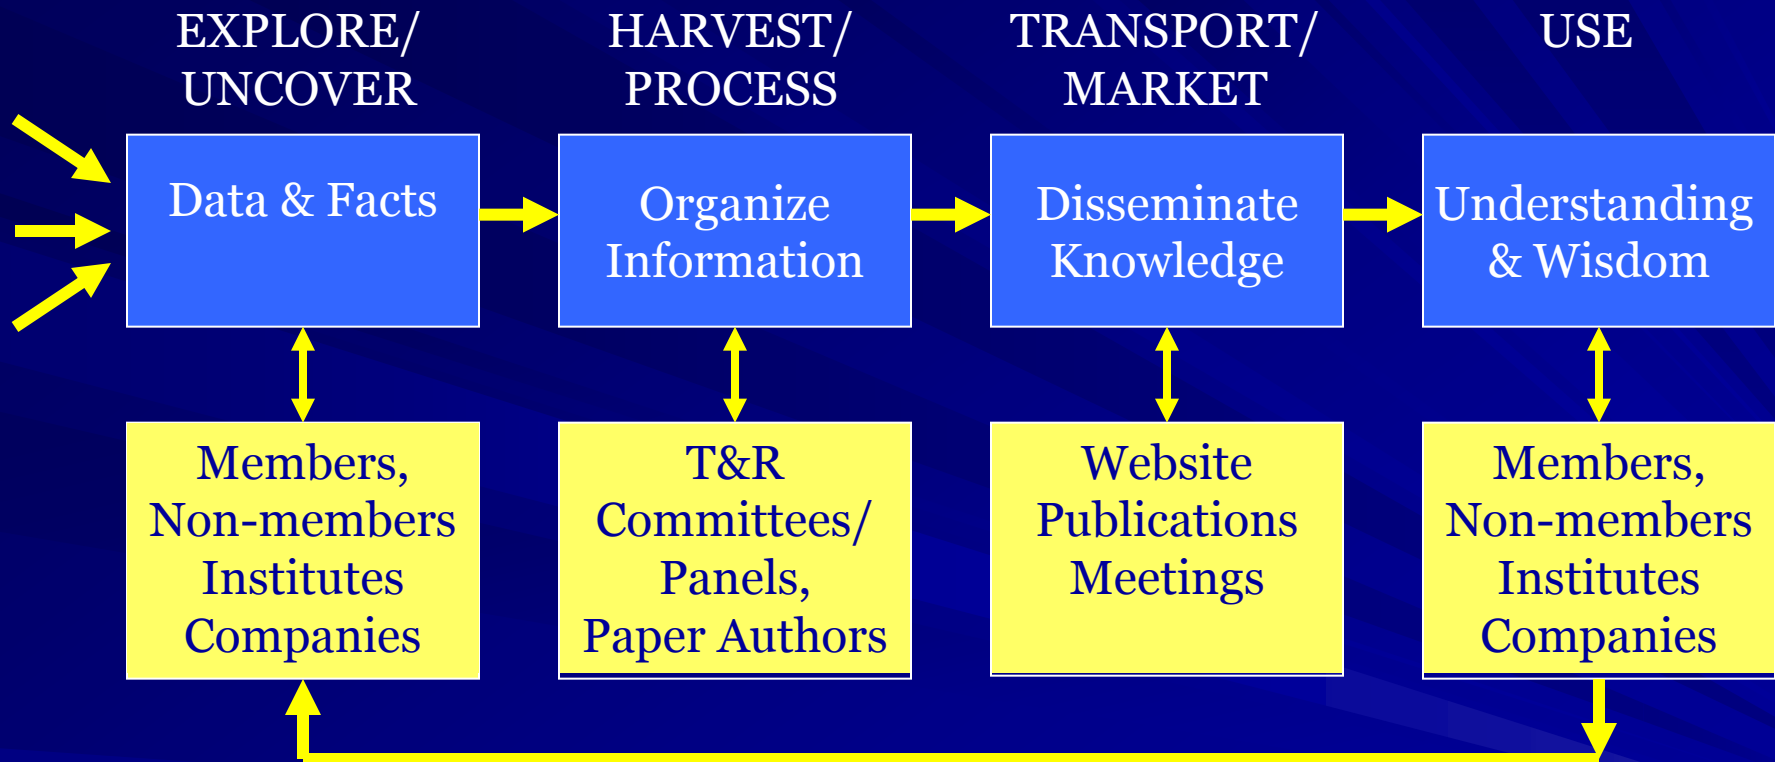 EXPLORE/
UNCOVER
HARVEST/
PROCESS
TRANSPORT/
MARKET
USE
Data & Facts
Organize
Information
Disseminate
Knowledge
Understanding
& Wisdom
Members,
Non-members
Institutes
Companies
T&R
Committees/
Panels,
Paper Authors
Website
Publications
Meetings
Members,
Non-members
Institutes
Companies